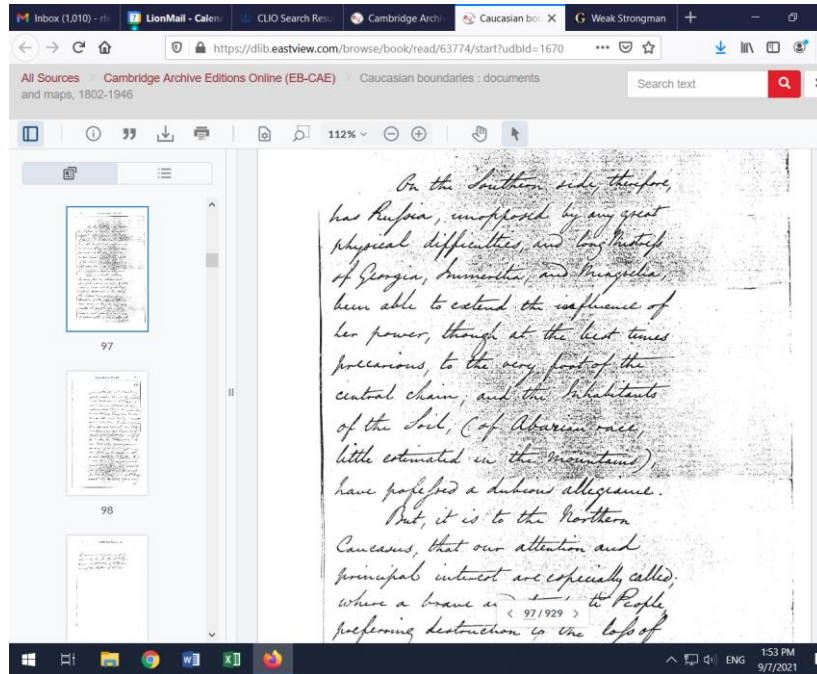 Inbox (1,010) - rh
LionMail - Calen
CLIO Search Resu
Cambridge Archiv
Caucasian bou
G Weak Strongman
https://dlib.eastview.com/browse/book/read/63774/start?udbId=1670
All Sources > Cambridge Archive Editions Online (EB-CAE) > Caucasian boundaries : documents
and maps, 1802-1946
Search text
112%
97
98
On the Southern side, therefore,
has Russia, unopposed by any great
physical difficulties, and long Mistress
of Georgia, Immeretia, and Mingrelia,
been able to extend the influence of
her power, though at the best times
precarious, to the very foot of the
central chain, and the Inhabitants
of the Soil, (of Abarian race,
little estimated in the mountains),
have professed a dubious allegiance.
But, it is to the Northern
Caucasus, that our attention and
principal interest are especially called;
where a brave People,
preferring destruction to the loss of
97/929
ENG
1:53 PM
9/7/2021